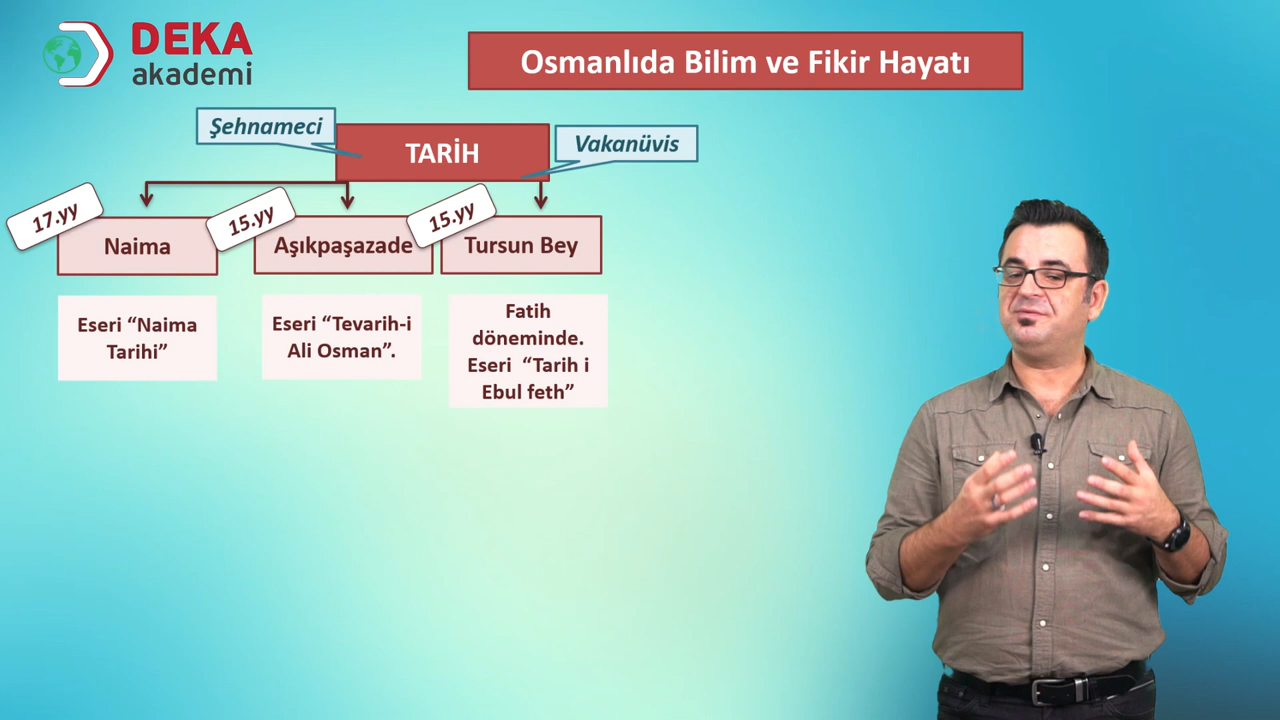 DEKA
akademi
Osmanlıda Bilim ve Fikir Hayatı
Şehnameci
TARİH
Vakanüvis
17.yy
Naima
15.yy
Aşıkpaşazade
15.yy
Tursun Bey
Eseri “Naima
Tarihi”
Eseri “Tevarih-i
Ali Osman”.
Fatih
döneminde.
Eseri “Tarih i
Ebul feth”